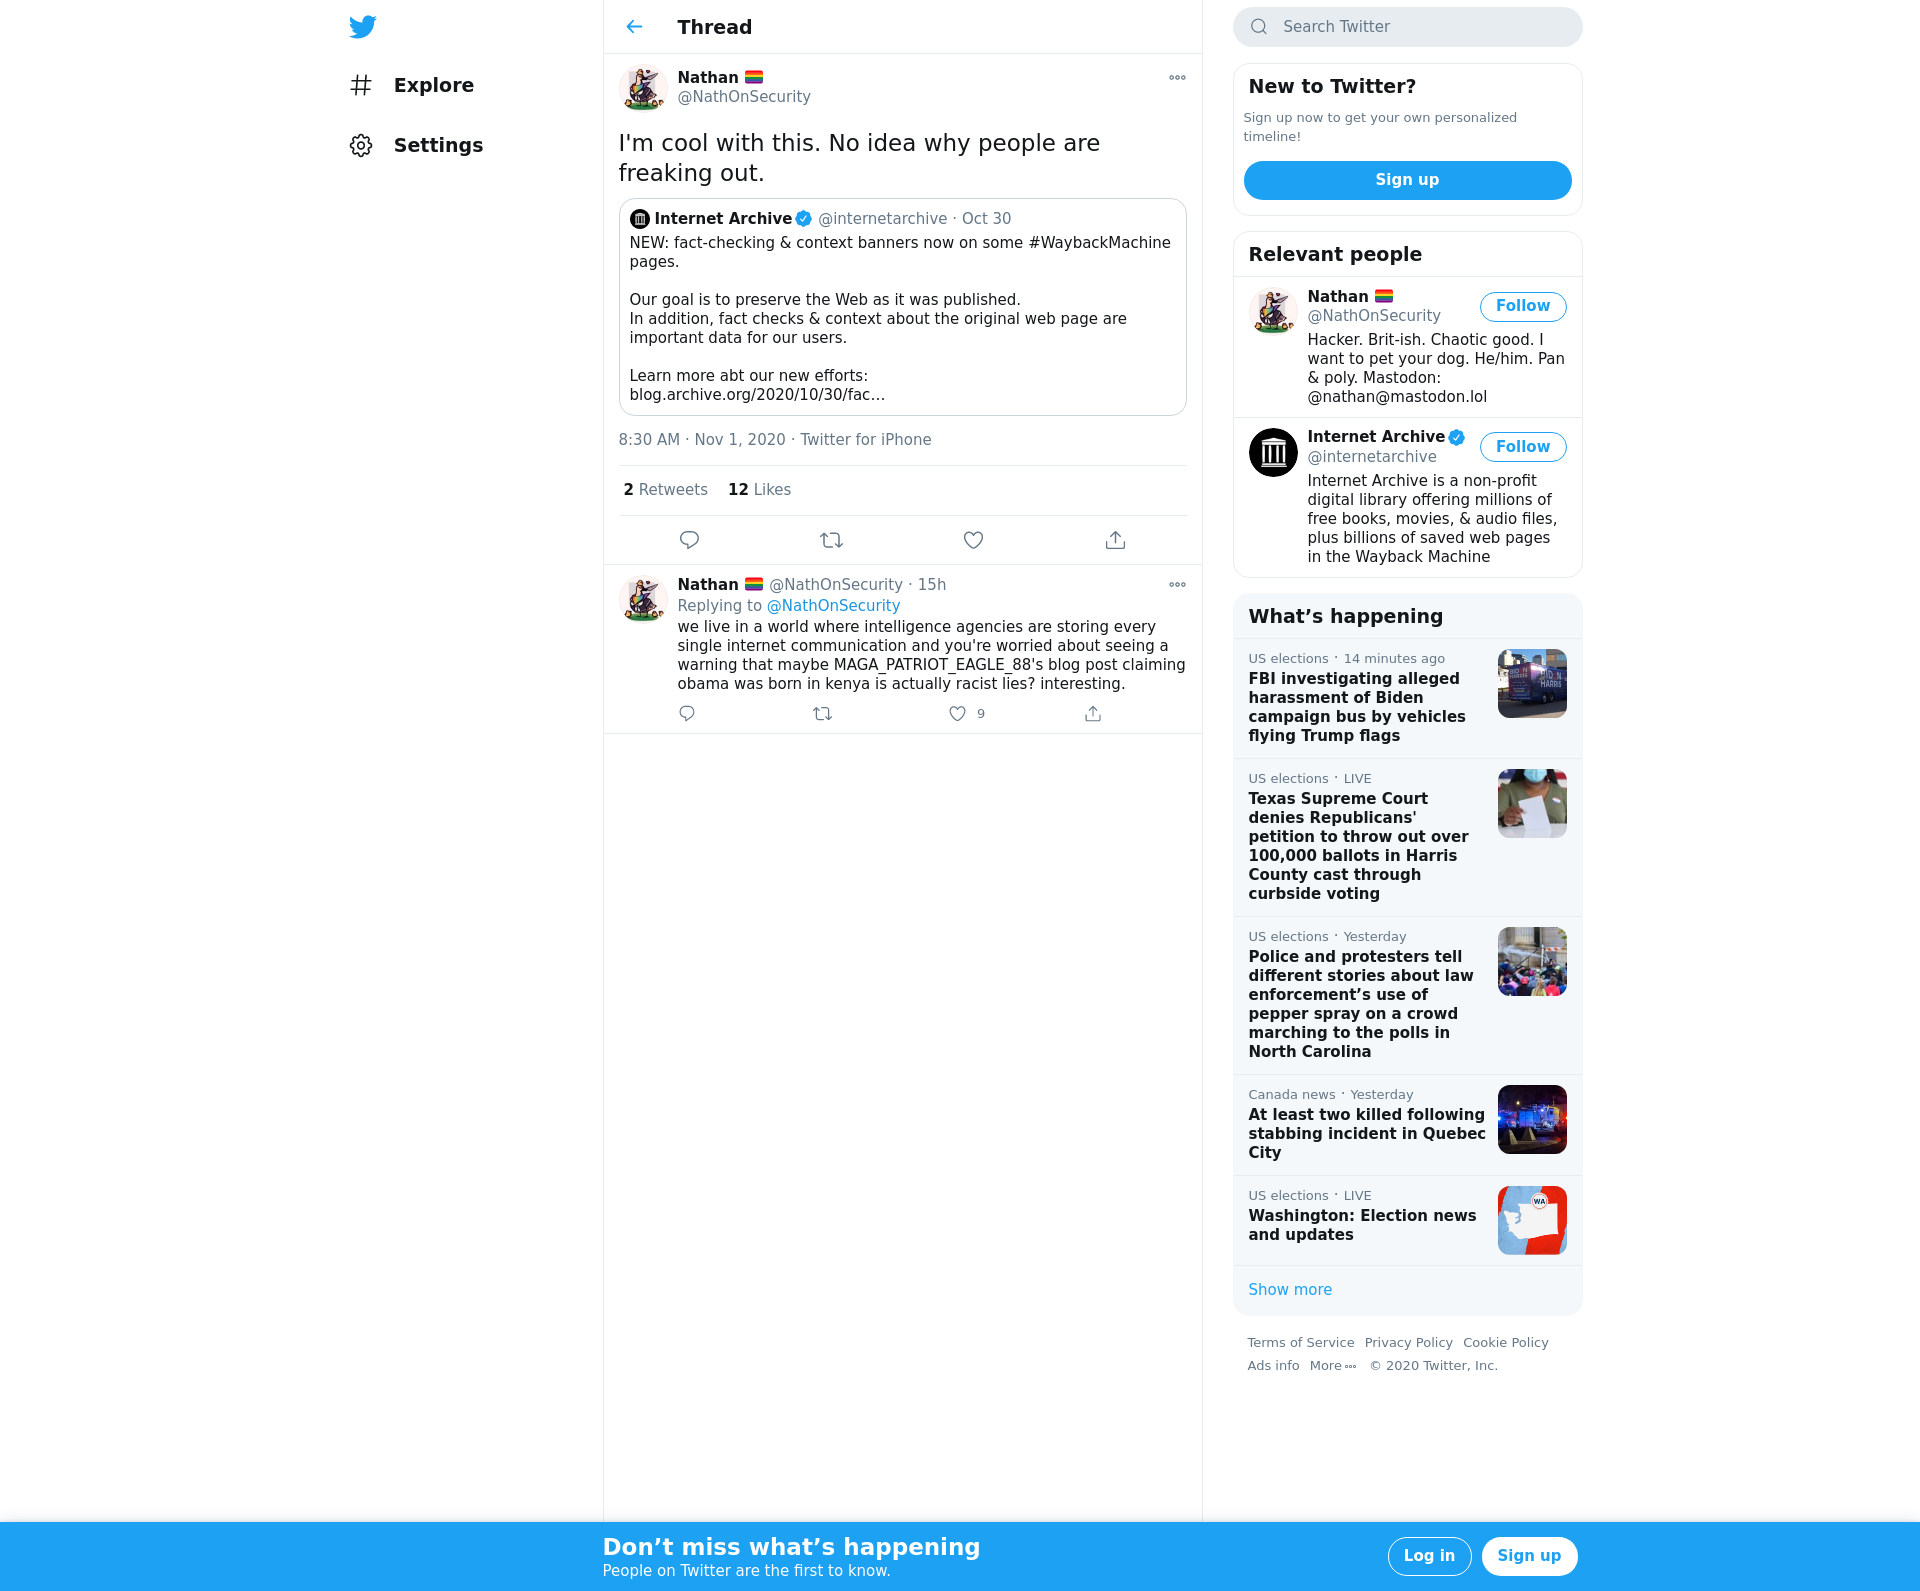 Explore
Settings
Thread
Nathan 🏳️‍🌈
@NathOnSecurity
I'm cool with this. No idea why people are
freaking out.
Internet Archive @internetarchive · Oct 30
NEW: fact-checking & context banners now on some #WaybackMachine
pages.
Our goal is to preserve the Web as it was published.
In addition, fact checks & context about the original web page are
important data for our users.
Learn more abt our new efforts:
blog.archive.org/2020/10/30/fac…
8:30 AM · Nov 1, 2020 · Twitter for iPhone
2 Retweets 12 Likes
Nathan 🏳️‍🌈 @NathOnSecurity · 15h
Replying to @NathOnSecurity
we live in a world where intelligence agencies are storing every
single internet communication and you're worried about seeing a
warning that maybe MAGA_PATRIOT_EAGLE_88's blog post claiming
obama was born in kenya is actually racist lies? interesting.
9
Search Twitter
New to Twitter?
Sign up now to get your own personalized
timeline!
Sign up
Relevant people
Nathan 🏳️‍🌈
@NathOnSecurity
Follow
Hacker. Brit-ish. Chaotic good. I
want to pet your dog. He/him. Pan
& poly. Mastodon:
@nathan@mastodon.lol
Internet Archive
@internetarchive
Follow
Internet Archive is a non-profit
digital library offering millions of
free books, movies, & audio files,
plus billions of saved web pages
in the Wayback Machine
What’s happening
US elections · 14 minutes ago
FBI investigating alleged
harassment of Biden
campaign bus by vehicles
flying Trump flags
US elections · LIVE
Texas Supreme Court
denies Republicans'
petition to throw out over
100,000 ballots in Harris
County cast through
curbside voting
US elections · Yesterday
Police and protesters tell
different stories about law
enforcement’s use of
pepper spray on a crowd
marching to the polls in
North Carolina
Canada news · Yesterday
At least two killed following
stabbing incident in Quebec
City
US elections · LIVE
Washington: Election news
and updates
WA
Show more
Terms of Service Privacy Policy Cookie Policy
Ads info More © 2020 Twitter, Inc.
Don’t miss what’s happening
People on Twitter are the first to know.
Log in
Sign up